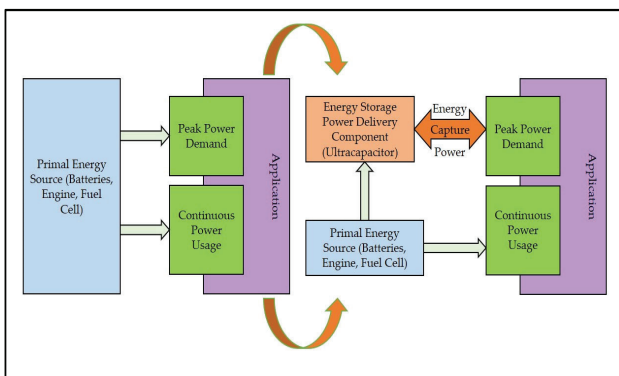 Primal Energy
Source (Batteries,
Engine, Fuel
Cell)
Peak Power
Demand
Continuous
Power
Usage
Application
Energy Storage
Power Delivery
Component
(Ultracapacitor)
Energy
Capture
Power
Primal Energy
Source (Batteries,
Engine, Fuel Cell)
Peak Power
Demand
Continuous
Power
Usage
Application